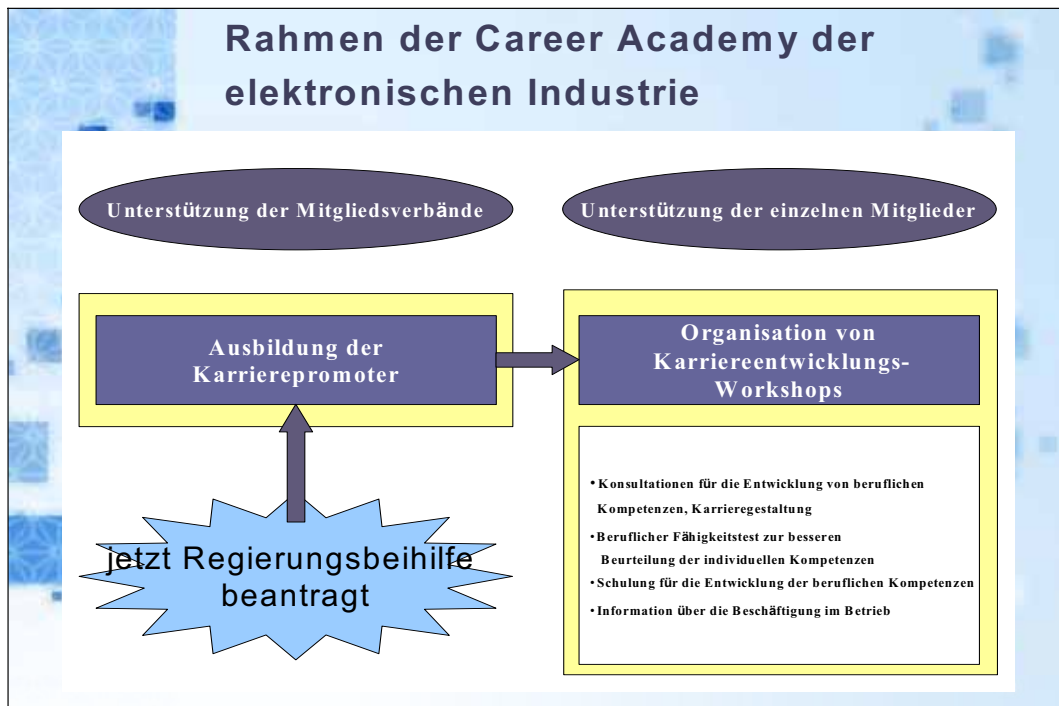 Rahmen der Career Academy der
elektronischen Industrie
Unterstützung der Mitgliedsverbände
Unterstützung der einzelnen Mitglieder
Ausbildung der
Karrierepromoter
Organisation von
Karriereentwicklungs-
Workshops
jetzt Regierungsbeihilfe
beantragt
• Konsultationen für die Entwicklung von beruflichen
Kompetenzen, Karrieregestaltung
• Beruflicher Fähigkeitstest zur besseren
Beurteilung der individuellen Kompetenzen
• Schulung für die Entwicklung der beruflichen Kompetenzen
• Information über die Beschäftigung im Betrieb